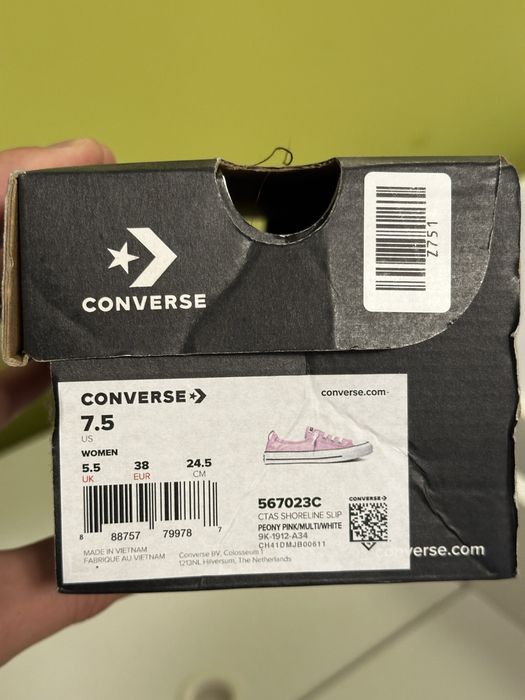 CONVERSE
Z751
CONVERSE
converse.com
7.5
US
WOMEN
5.5 38 24.5
UK EUR CM
567023C
CTAS SHORELINE SLIP
PEONY PINK/MULTI/WHITE
9K-1912-A34
CH41DMJB00611
CONVERSE
8 88757 79978 7
MADE IN VIETNAM
FABRIQUE AU VIETNAM
Converse BV, Colosseum 1
1213NL Hilversum, The Netherlands
converse.com